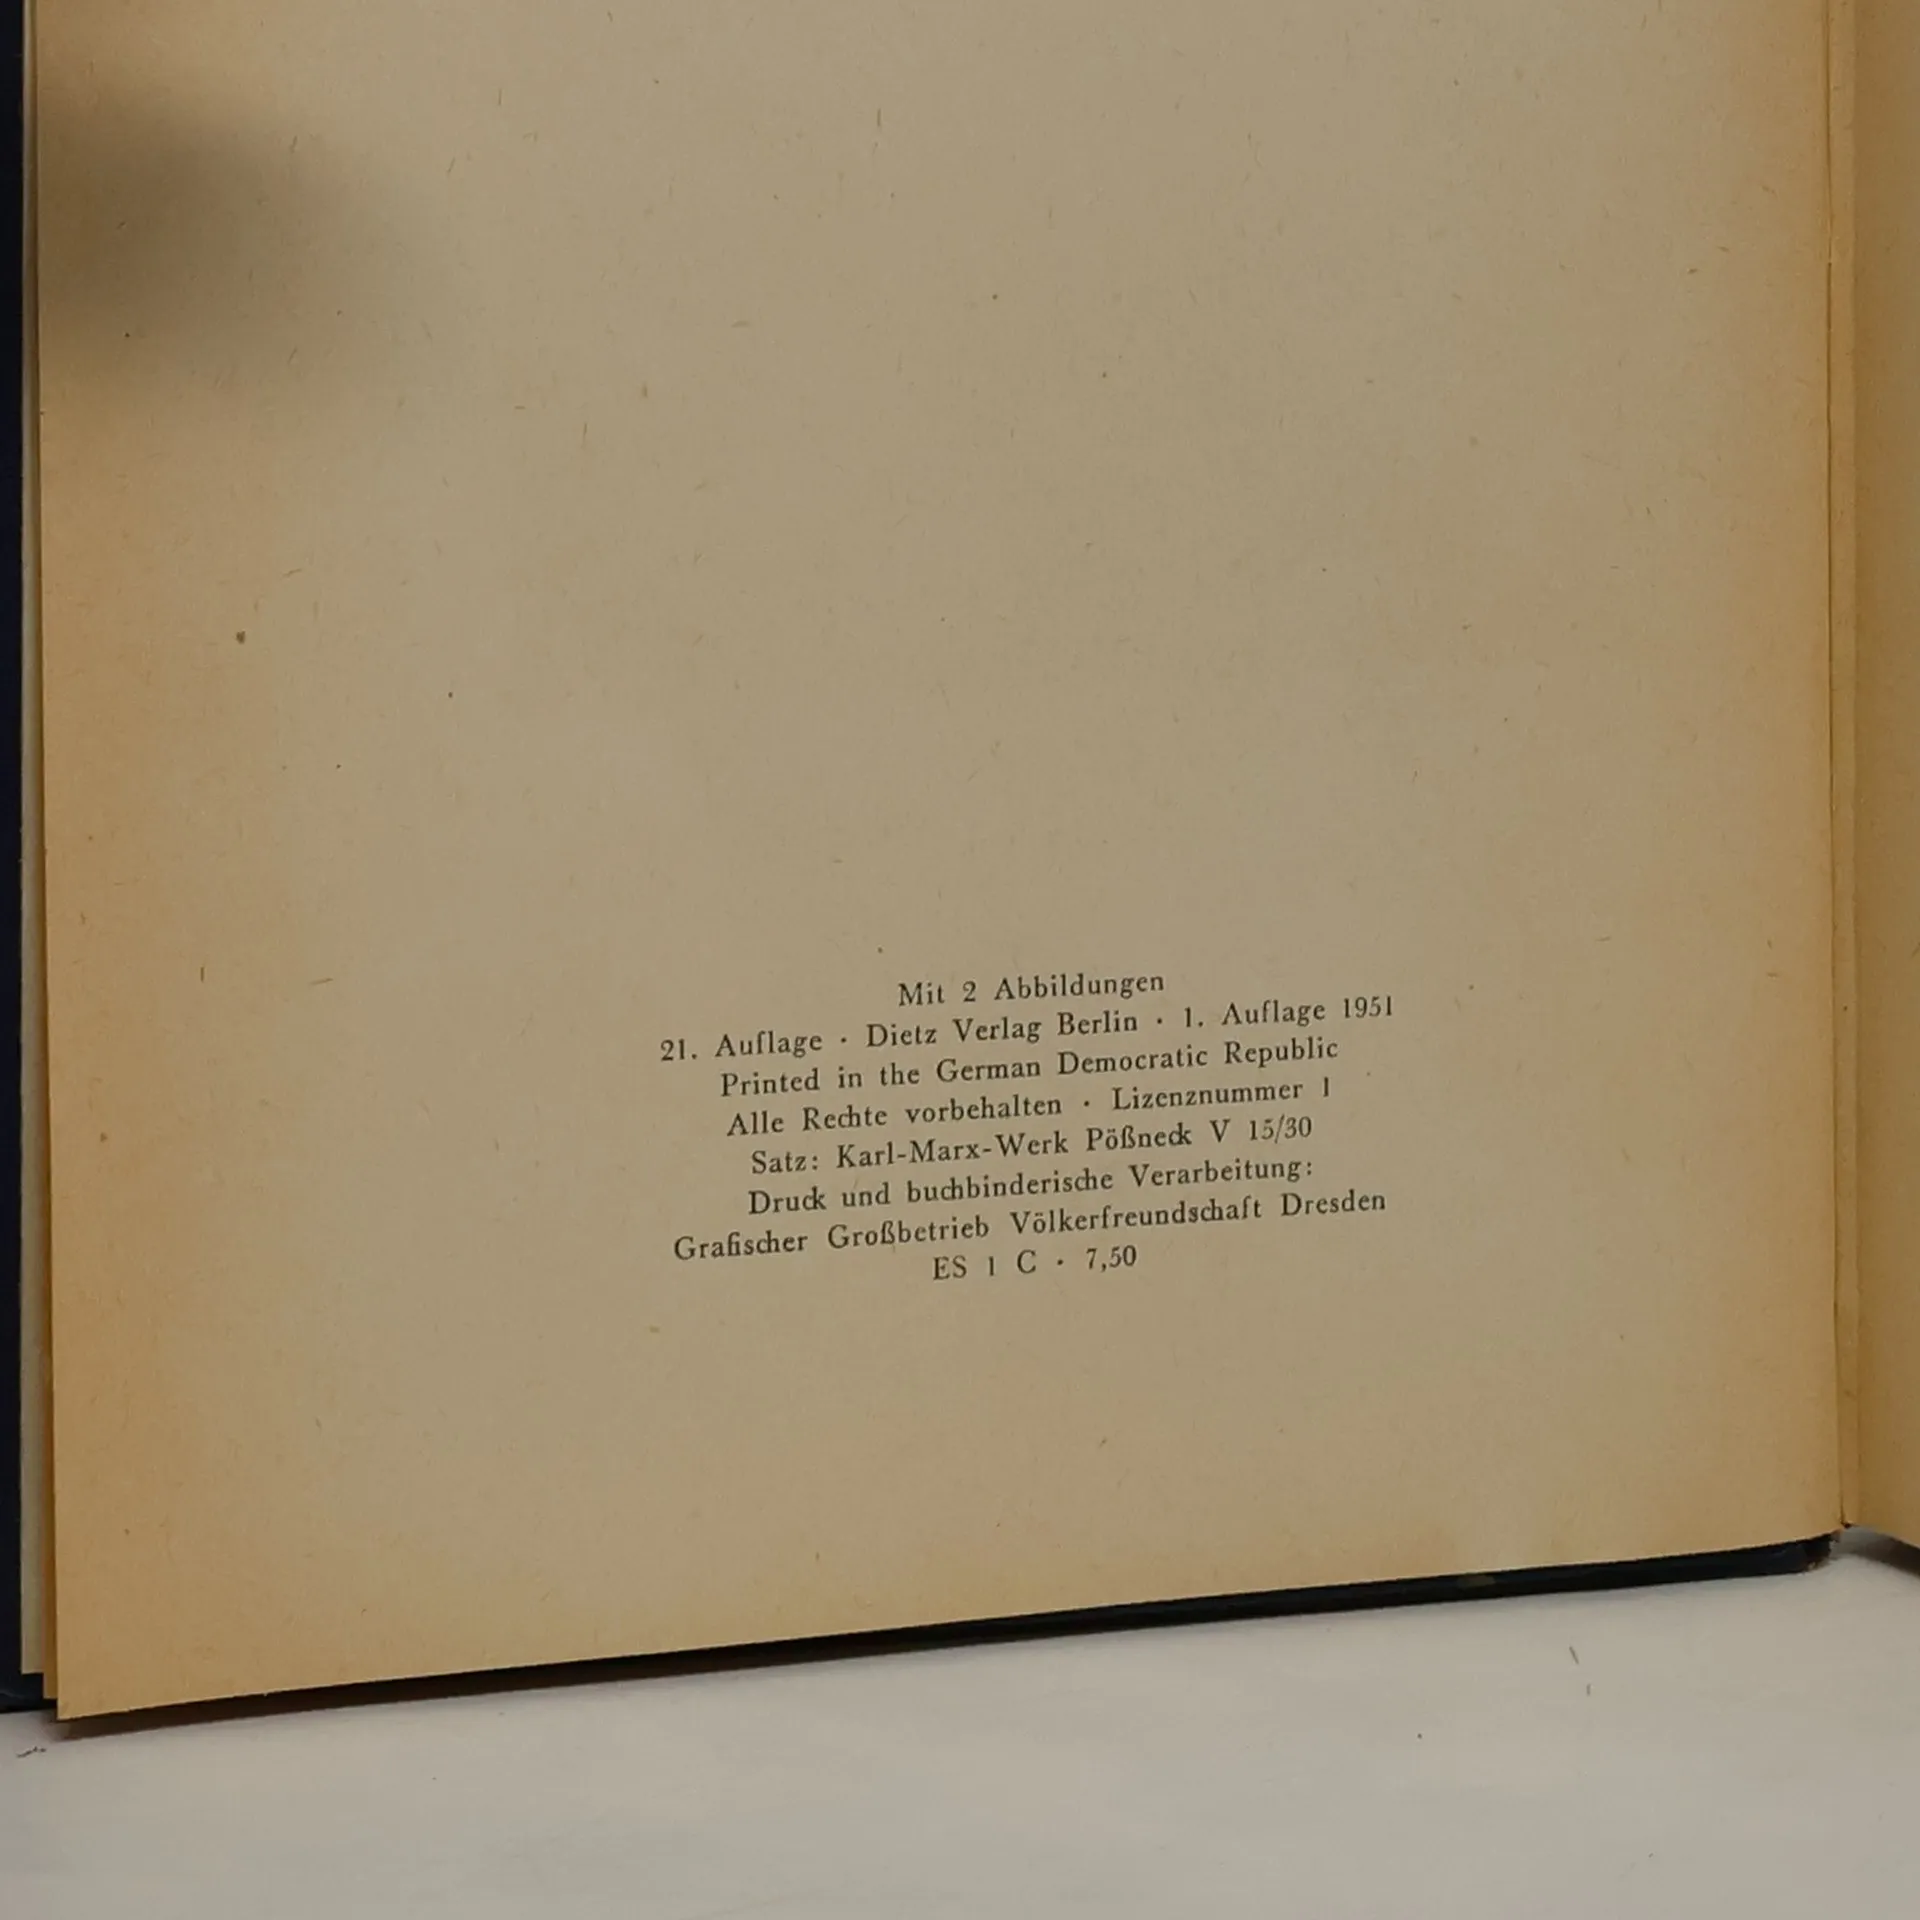 Mit 2 Abbildungen
21. Auflage · Dietz Verlag Berlin · 1. Auflage 1951
Printed in the German Democratic Republic
Alle Rechte vorbehalten · Lizenznummer 1
Satz: Karl-Marx-Werk Pößneck V 15/30
Druck und buchbinderische Verarbeitung:
Grafischer Großbetrieb Völkerfreundschaft Dresden
ES 1 C · 7,50